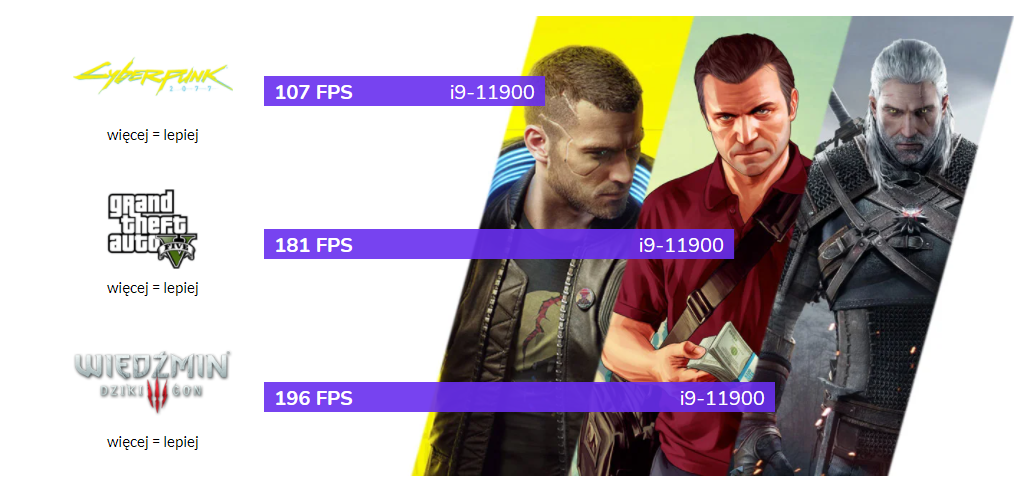 Cyberpunk
2077
107 FPS i9-11900
więcej = lepiej
grand
theft
auto V
FIVE
181 FPS i9-11900
więcej = lepiej
WIEDŹMIN
DZIKI III GON
196 FPS i9-11900
więcej = lepiej